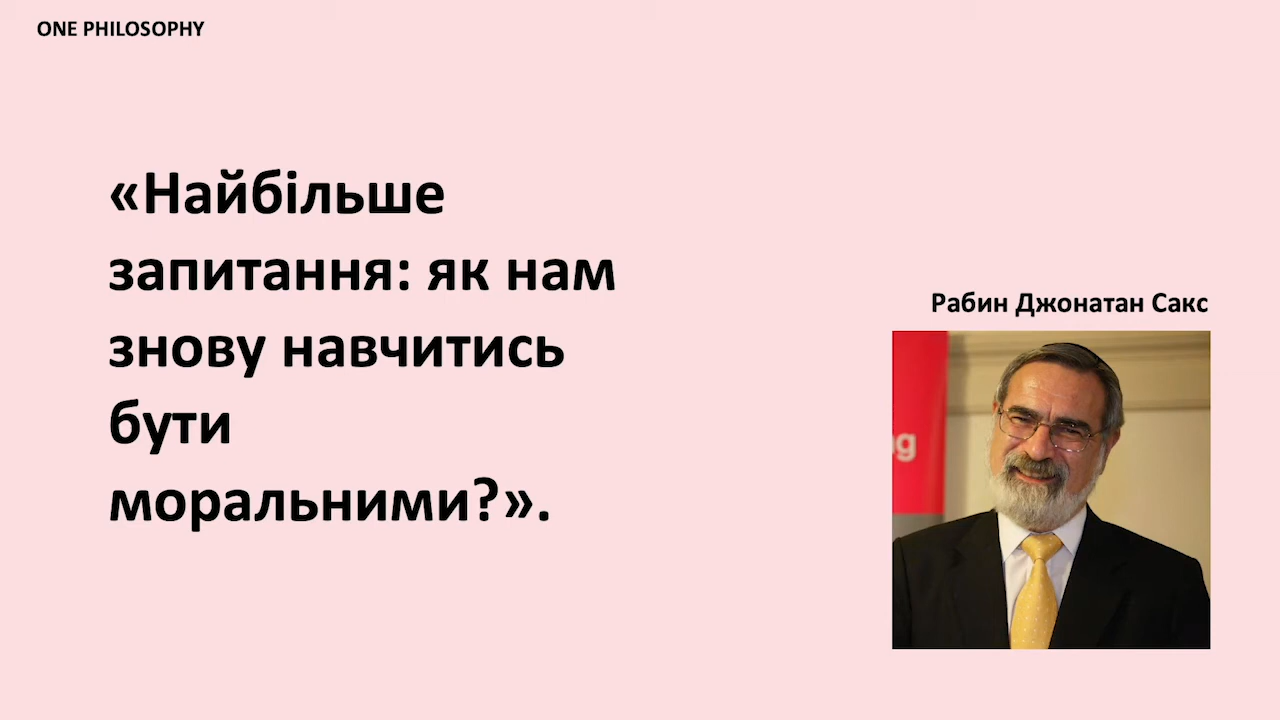 ONE PHILOSOPHY
«Найбільше
запитання: як нам
знову навчитись
бути
моральними?».
Рабин Джонатан Сакс
g